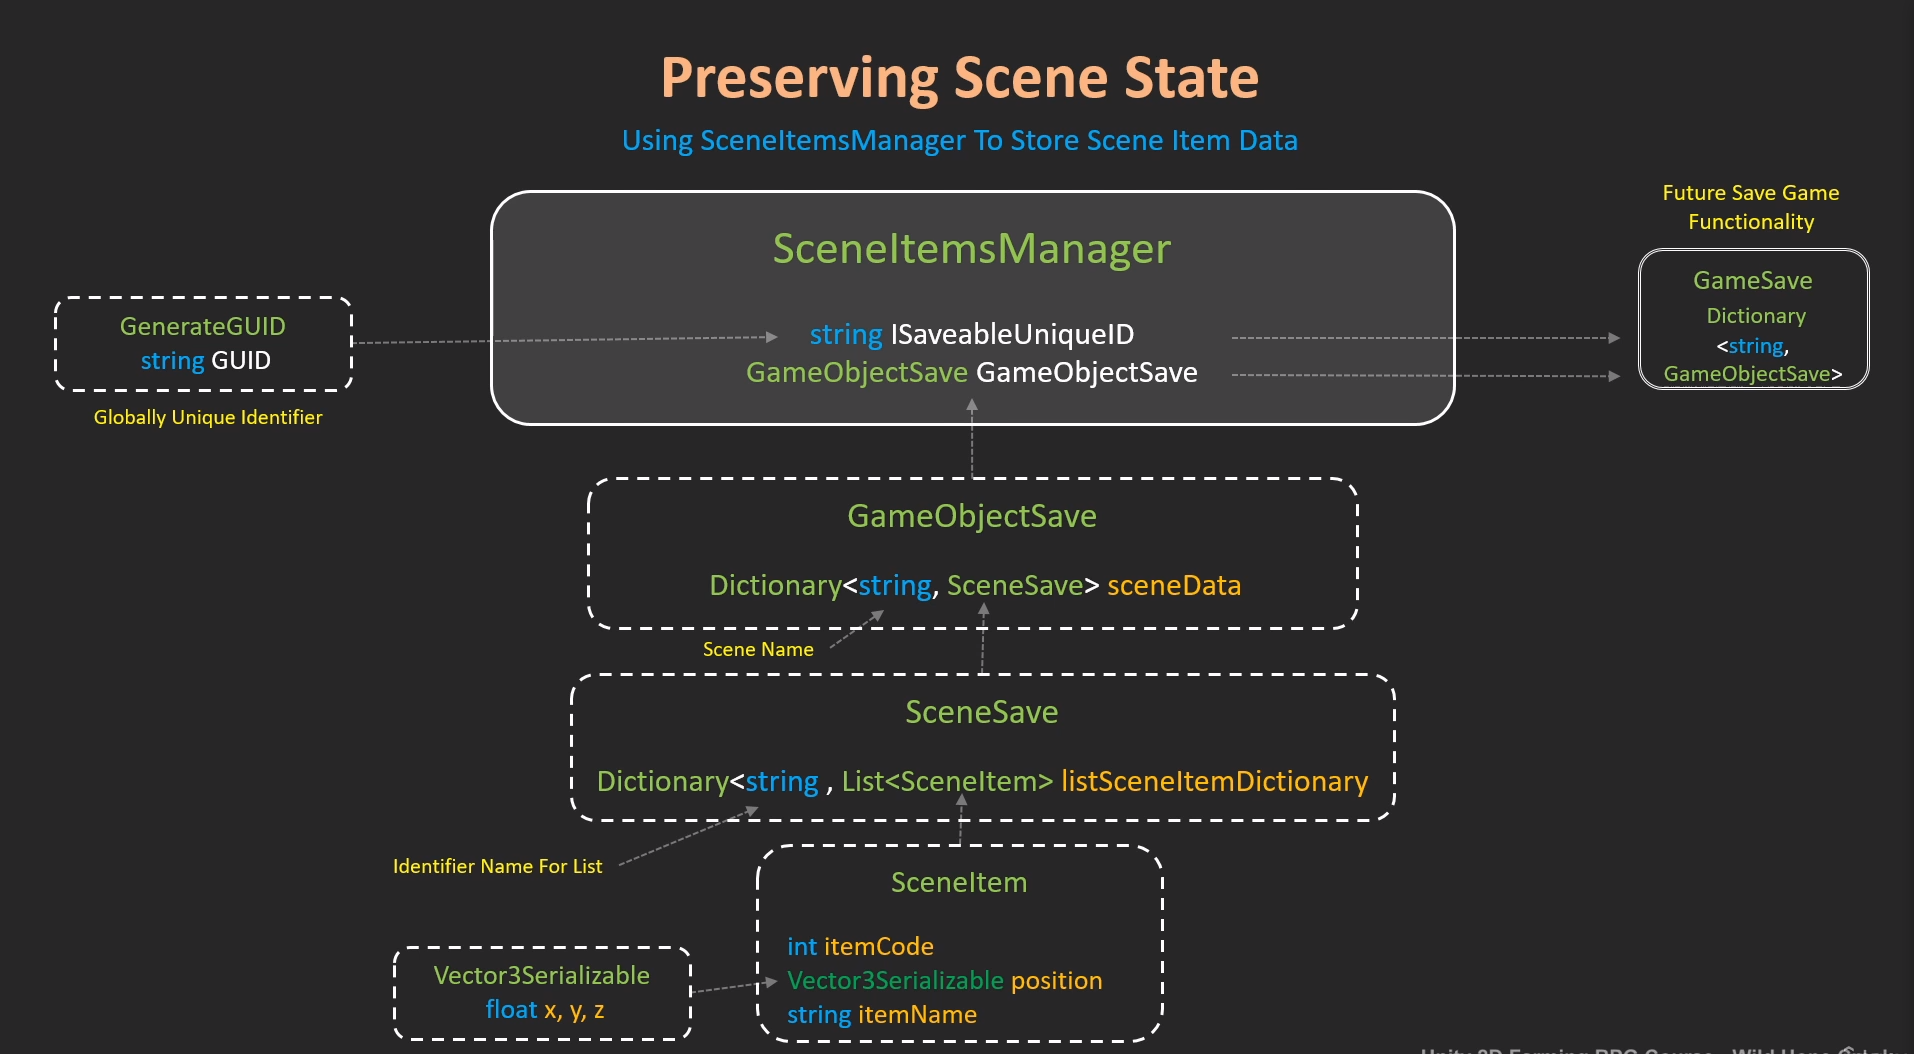 Preserving Scene State
Using SceneItemsManager To Store Scene Item Data
Future Save Game
Functionality
SceneItemsManager
GameSave
Dictionary
<string,
GameObjectSave>
GenerateGUID
string GUID
Globally Unique Identifier
string ISaveableUniqueID
GameObjectSave GameObjectSave
GameObjectSave
Dictionary<string, SceneSave> sceneData
Scene Name
SceneSave
Dictionary<string , List<SceneItem> listSceneItemDictionary
Identifier Name For List
SceneItem
int itemCode
Vector3Serializable position
string itemName
Vector3Serializable
float x, y, z